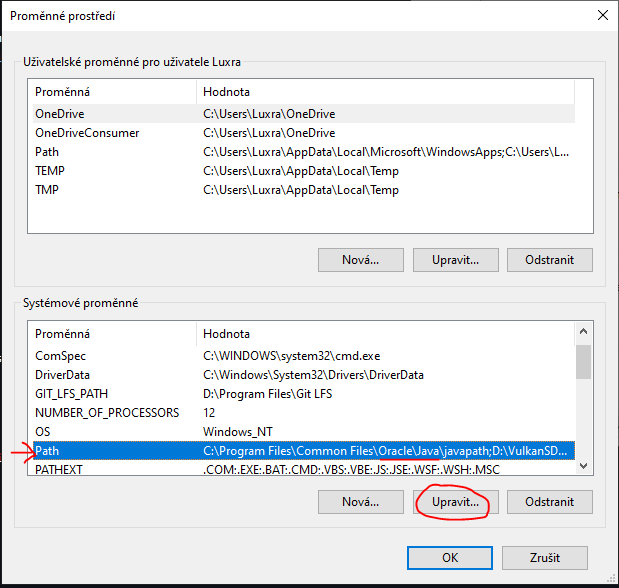 Proměnné prostředí
Uživatelské proměnné pro uživatele Luxra
Proměnná Hodnota
OneDrive C:\Users\Luxra\OneDrive
OneDriveConsumer C:\Users\Luxra\OneDrive
Path C:\Users\Luxra\AppData\Local\Microsoft\WindowsApps;C:\Users\L...
TEMP C:\Users\Luxra\AppData\Local\Temp
TMP C:\Users\Luxra\AppData\Local\Temp
Nová... Upravit... Odstranit
Systémové proměnné
Proměnná Hodnota
ComSpec C:\WINDOWS\system32\cmd.exe
DriverData C:\Windows\System32\Drivers\DriverData
GIT_LFS_PATH D:\Program Files\Git LFS
NUMBER_OF_PROCESSORS 12
OS Windows_NT
Path C:\Program Files\Common Files\Oracle\Java\javapath;D:\VulkanSD...
PATHEXT .COM;.EXE;.BAT;.CMD;.VBS;.VBE;.JS;.JSE;.WSF;.WSH;.MSC
Nová... Upravit... Odstranit
OK Zrušit